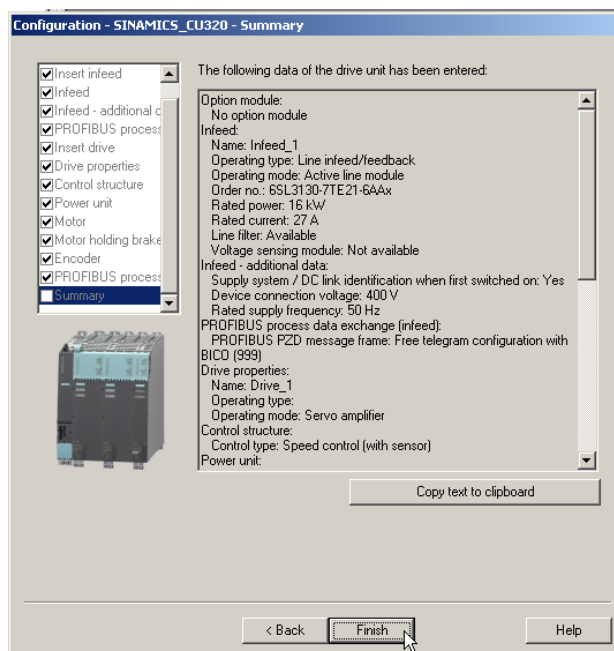 Configuration - SINAMICS_CU320 - Summary
Insert infeed
Infeed
Infeed - additional d
PROFIBUS process
Insert drive
Drive properties
Control structure
Power unit
Motor
Motor holding brake
Encoder
PROFIBUS process
Summary
The following data of the drive unit has been entered:
Option module:
No option module
Infeed:
Name: Infeed_1
Operating type: Line infeed/feedback
Operating mode: Active line module
Order no.: 6SL3130-7TE21-6AAx
Rated power: 16 kW
Rated current: 27 A
Line filter: Available
Voltage sensing module: Not available
Infeed - additional data:
Supply system / DC link identification when first switched on: Yes
Device connection voltage: 400 V
Rated supply frequency: 50 Hz
PROFIBUS process data exchange (infeed):
PROFIBUS PZD message frame: Free telegram configuration with
BICO (999)
Drive properties:
Name: Drive_1
Operating type:
Operating mode: Servo amplifier
Control structure:
Control type: Speed control (with sensor)
Power unit:
Copy text to clipboard
< Back
Finish
Help